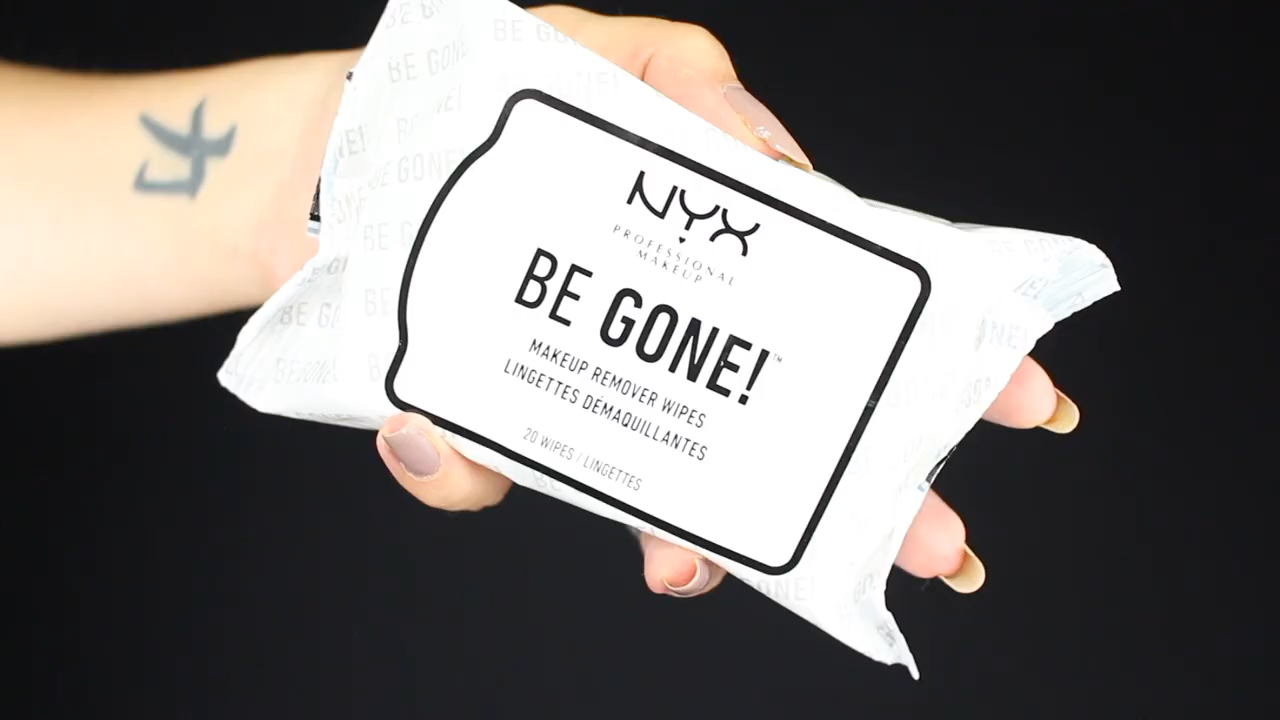 NYX
PROFESSIONAL
MAKEUP
BE GONE!™
MAKEUP REMOVER WIPES
LINGETTES DÉMAQUILLANTES
20 WIPES / LINGETTES